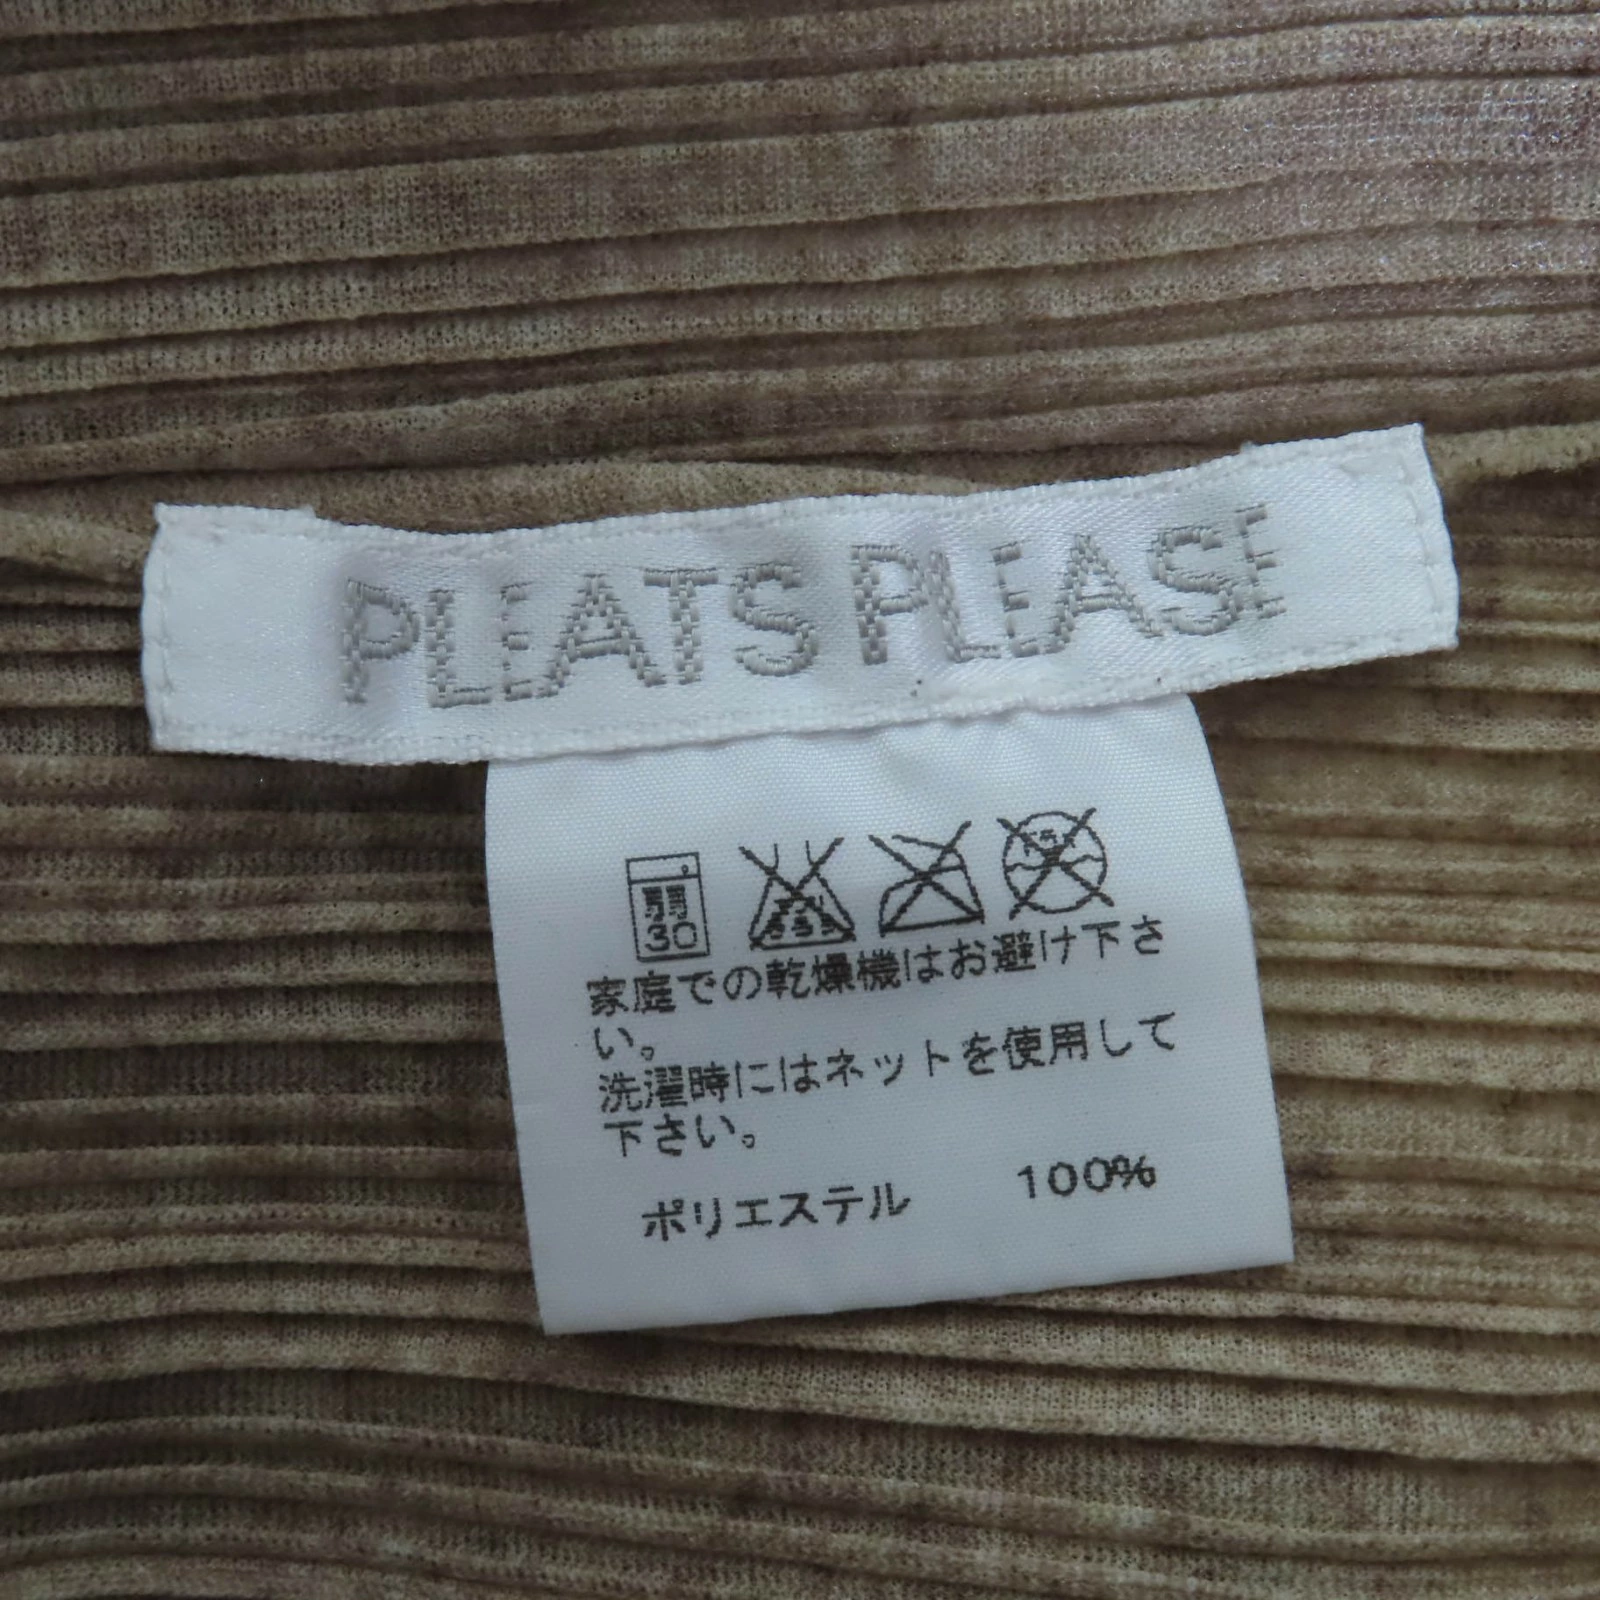 PLEATS PLEASE
弱
30
家庭での乾燥機はお避け下さ
い。
洗濯時にはネットを使用して
下さい。
ポリエステル 100%